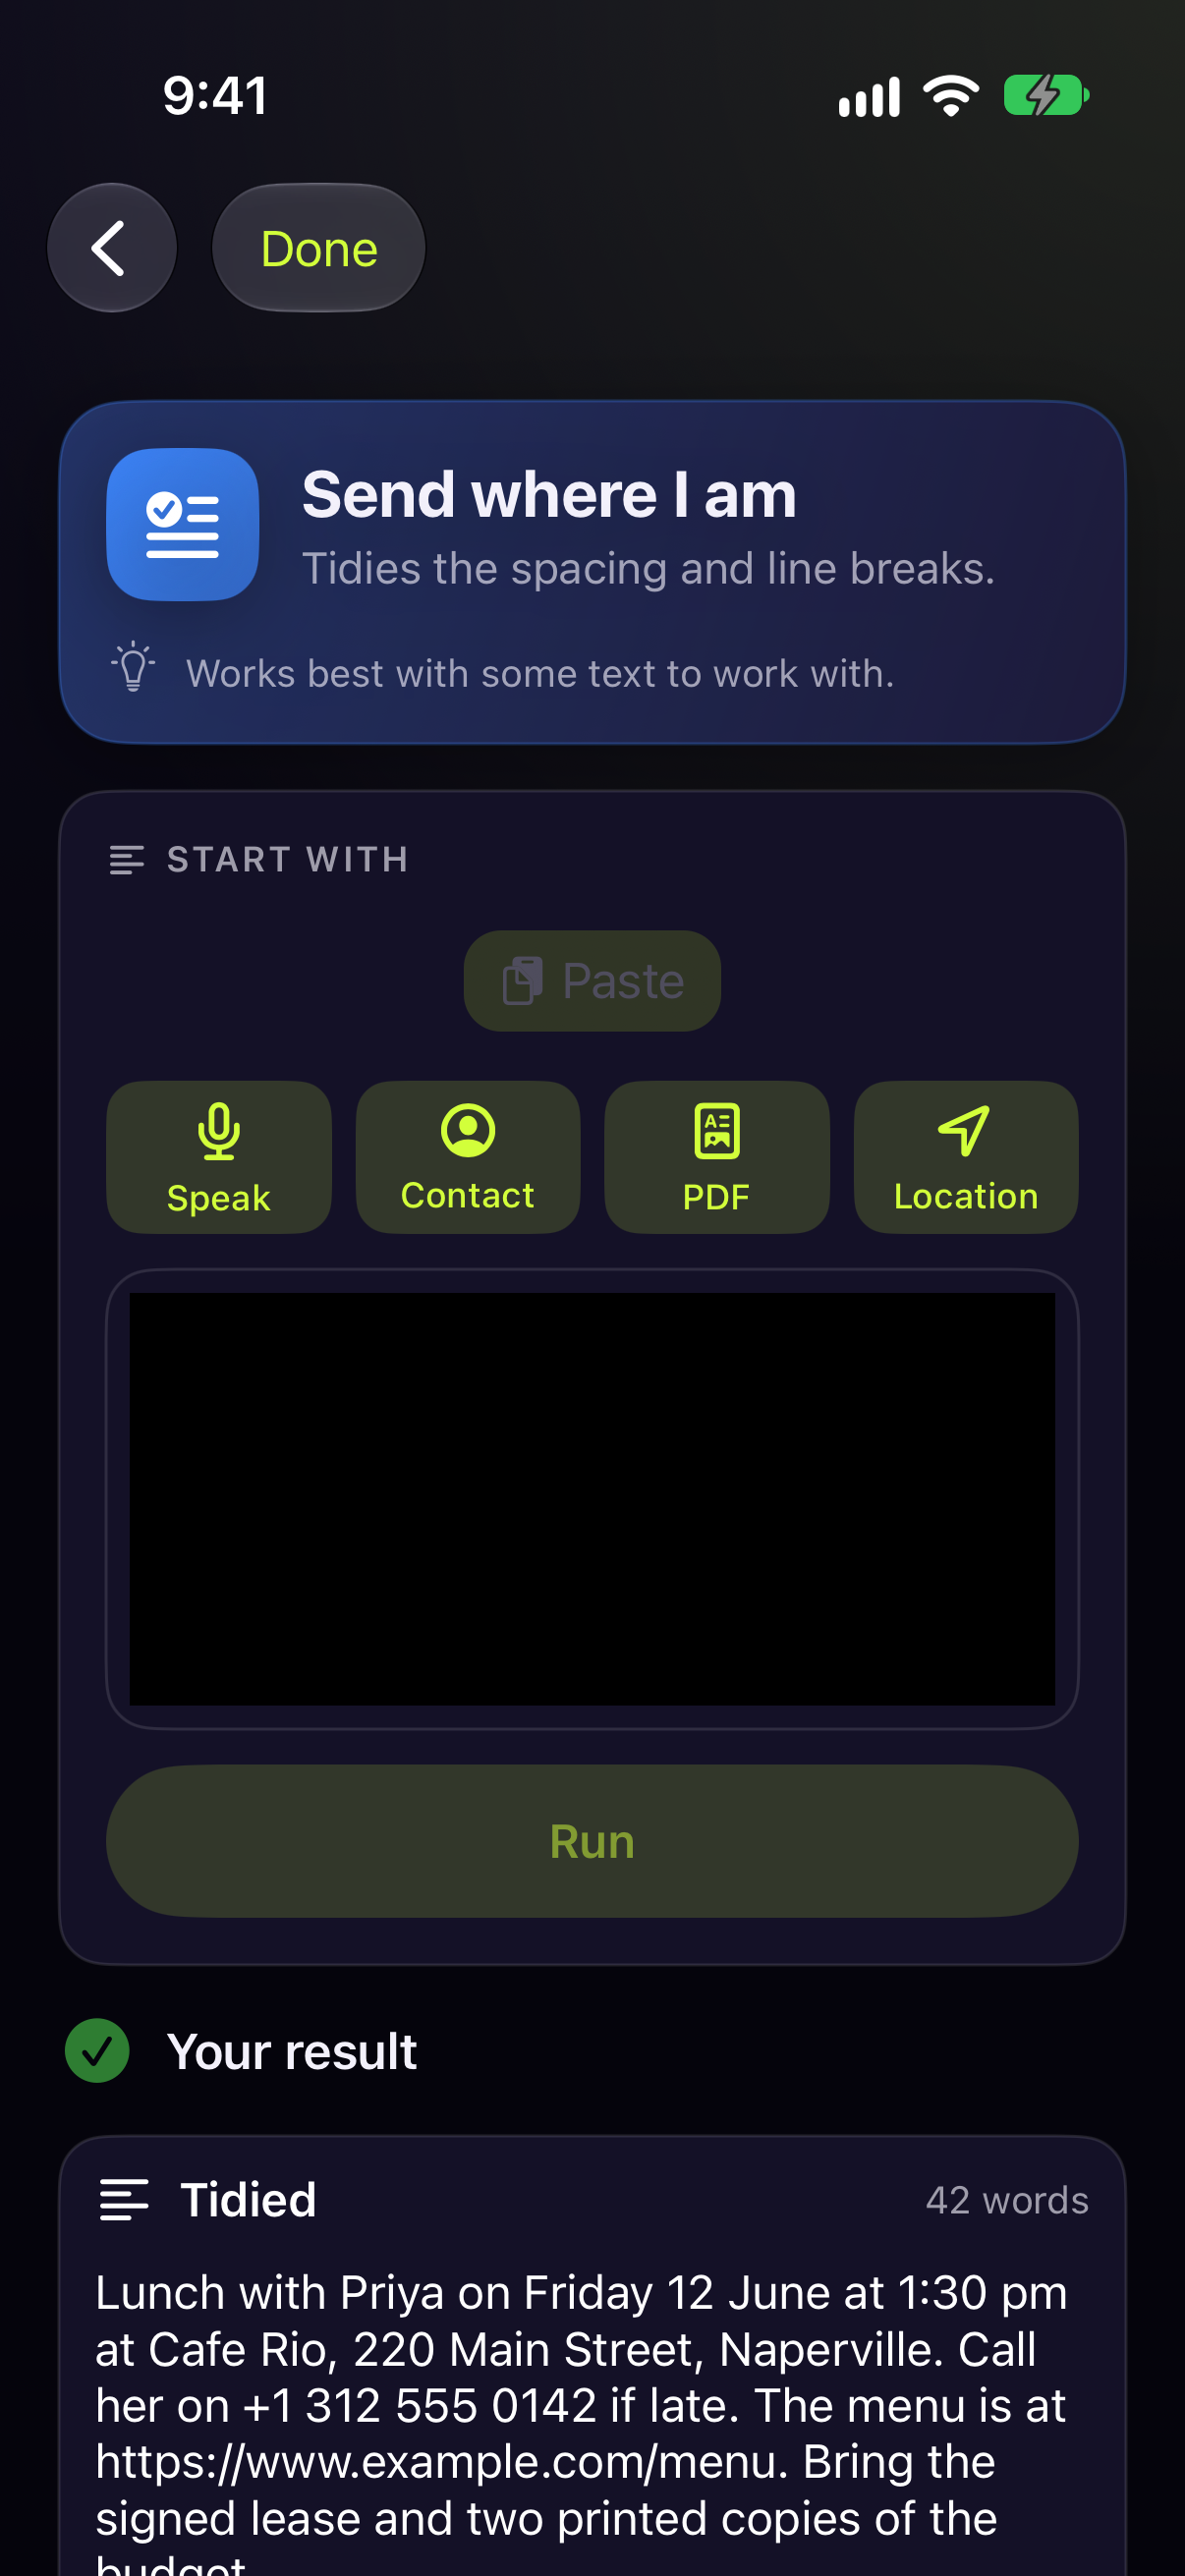 9:41
Done
Send where I am
Tidies the spacing and line breaks.
Works best with some text to work with.
START WITH
Paste
Speak
Contact
PDF
Location
Run
Your result
Tidied
42 words
Lunch with Priya on Friday 12 June at 1:30 pm
at Cafe Rio, 220 Main Street, Naperville. Call
her on +1 312 555 0142 if late. The menu is at
https://www.example.com/menu. Bring the
signed lease and two printed copies of the
budget